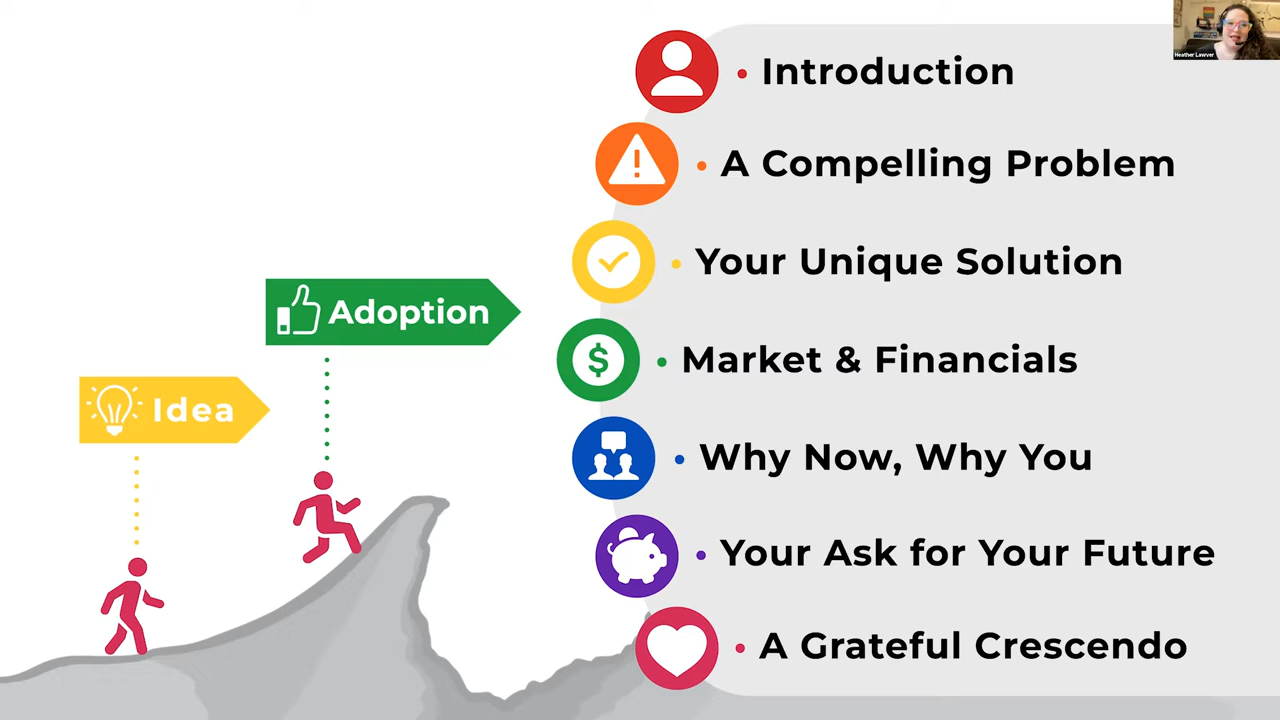 Heather Lawver
Introduction
A Compelling Problem
Your Unique Solution
Adoption
Market & Financials
Idea
Why Now, Why You
Your Ask for Your Future
A Grateful Crescendo